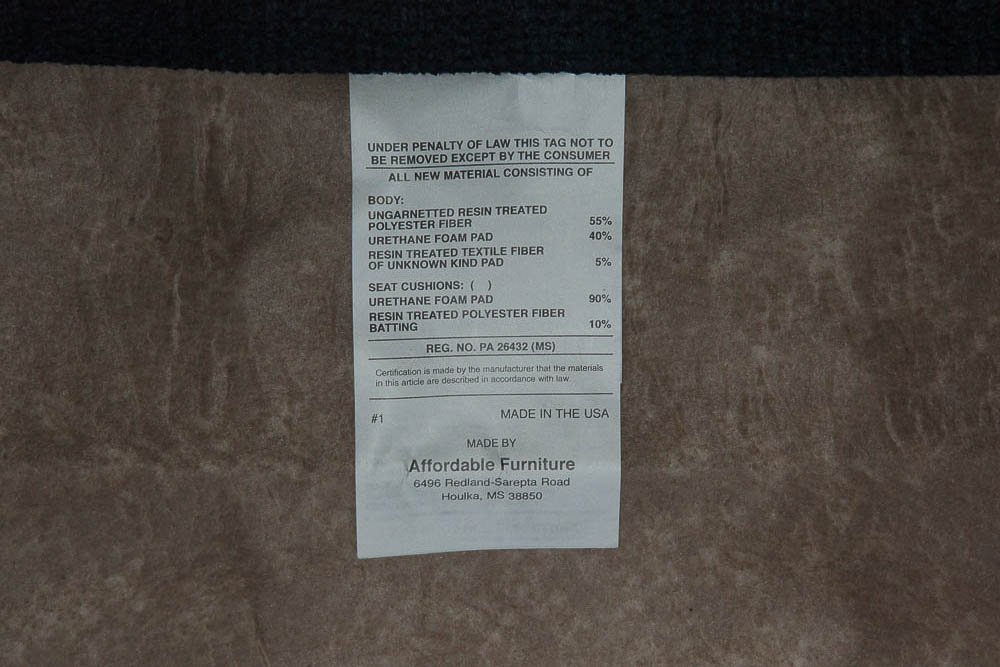 UNDER PENALTY OF LAW THIS TAG NOT TO
BE REMOVED EXCEPT BY THE CONSUMER
ALL NEW MATERIAL CONSISTING OF
BODY:
UNGARNETTED RESIN TREATED
POLYESTER FIBER 55%
URETHANE FOAM PAD 40%
RESIN TREATED TEXTILE FIBER
OF UNKNOWN KIND PAD 5%
SEAT CUSHIONS: ( )
URETHANE FOAM PAD 90%
RESIN TREATED POLYESTER FIBER
BATTING 10%
REG. NO. PA 26432 (MS)
Certification is made by the manufacturer that the materials
in this article are described in accordance with law.
#1 MADE IN THE USA
MADE BY
Affordable Furniture
6496 Redland-Sarepta Road
Houlka, MS 38850